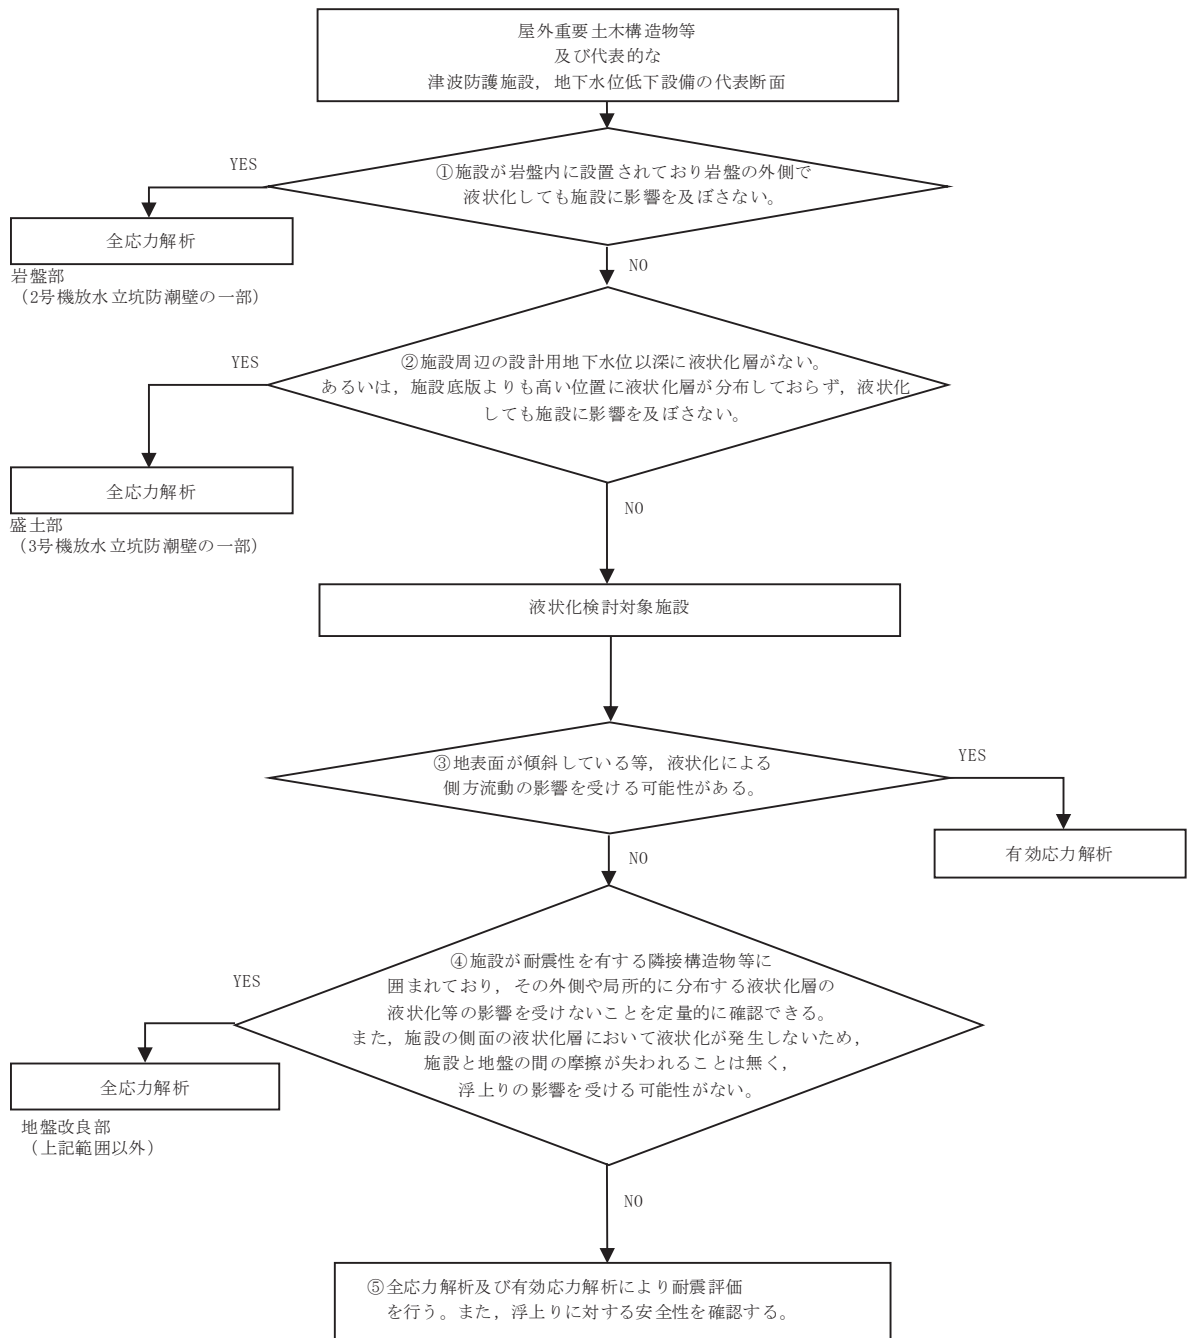 屋外重要土木構造物等
及び代表的な
津波防護施設，地下水位低下設備の代表断面
YES
①施設が岩盤内に設置されており岩盤の外側で
液状化しても施設に影響を及ぼさない。
全応力解析
岩盤部
（2号機放水立坑防潮壁の一部）
NO
YES
②施設周辺の設計用地下水位以深に液状化層がない。
あるいは，施設底版よりも高い位置に液状化層が分布しておらず，液状化
しても施設に影響を及ぼさない。
全応力解析
盛土部
（3号機放水立坑防潮壁の一部）
NO
液状化検討対象施設
③地表面が傾斜している等，液状化による
側方流動の影響を受ける可能性がある。
YES
有効応力解析
NO
YES
④施設が耐震性を有する隣接構造物等に
囲まれており，その外側や局所的に分布する液状化層の
液状化等の影響を受けないことを定量的に確認できる。
また，施設の側面の液状化層において液状化が発生しないため，
施設と地盤の間の摩擦が失われることは無く，
浮上りの影響を受ける可能性がない。
全応力解析
地盤改良部
（上記範囲以外）
NO
⑤全応力解析及び有効応力解析により耐震評価
を行う。また，浮上りに対する安全性を確認する。